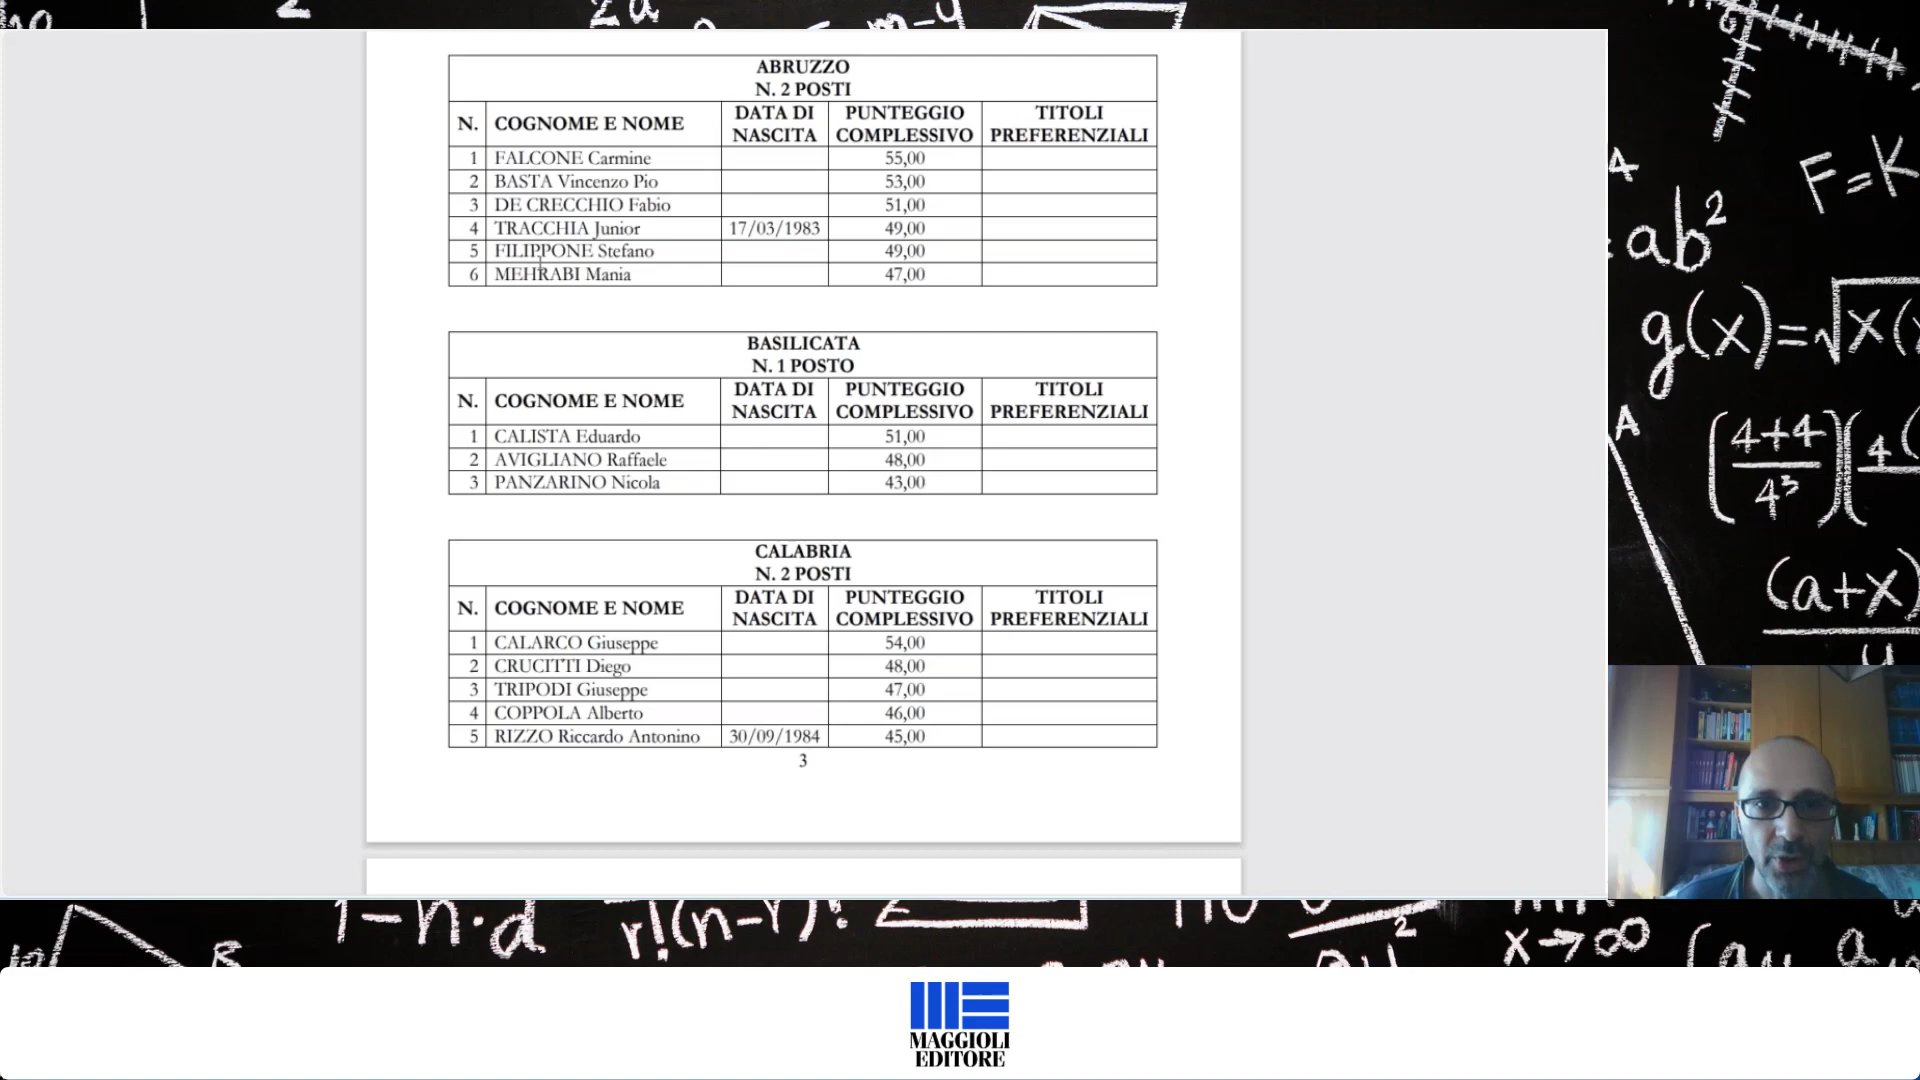 ABRUZZO
N. 2 POSTI
N. COGNOME E NOME DATA DI NASCITA PUNTEGGIO COMPLESSIVO TITOLI PREFERENZIALI
1 FALCONE Carmine 55,00
2 BASTA Vincenzo Pio 53,00
3 DE CRECCHIO Fabio 51,00
4 TRACCHIA Junior 17/03/1983 49,00
5 FILIPPONE Stefano 49,00
6 MEHRABI Mania 47,00
BASILICATA
N. 1 POSTO
N. COGNOME E NOME DATA DI NASCITA PUNTEGGIO COMPLESSIVO TITOLI PREFERENZIALI
1 CALISTA Eduardo 51,00
2 AVIGLIANO Raffaele 48,00
3 PANZARINO Nicola 43,00
CALABRIA
N. 2 POSTI
N. COGNOME E NOME DATA DI NASCITA PUNTEGGIO COMPLESSIVO TITOLI PREFERENZIALI
1 CALARCO Giuseppe 54,00
2 CRUCITTI Diego 48,00
3 TRIPODI Giuseppe 47,00
4 COPPOLA Alberto 46,00
5 RIZZO Riccardo Antonino 30/09/1984 45,00
3
2a
m-y
A
F=K
ab²
g(x)=√x(
A
(4+4/4³)(4
(a+x)
1-n·d
r!(n-r)!
x→∞
B
MAGGIOLI
EDITORE